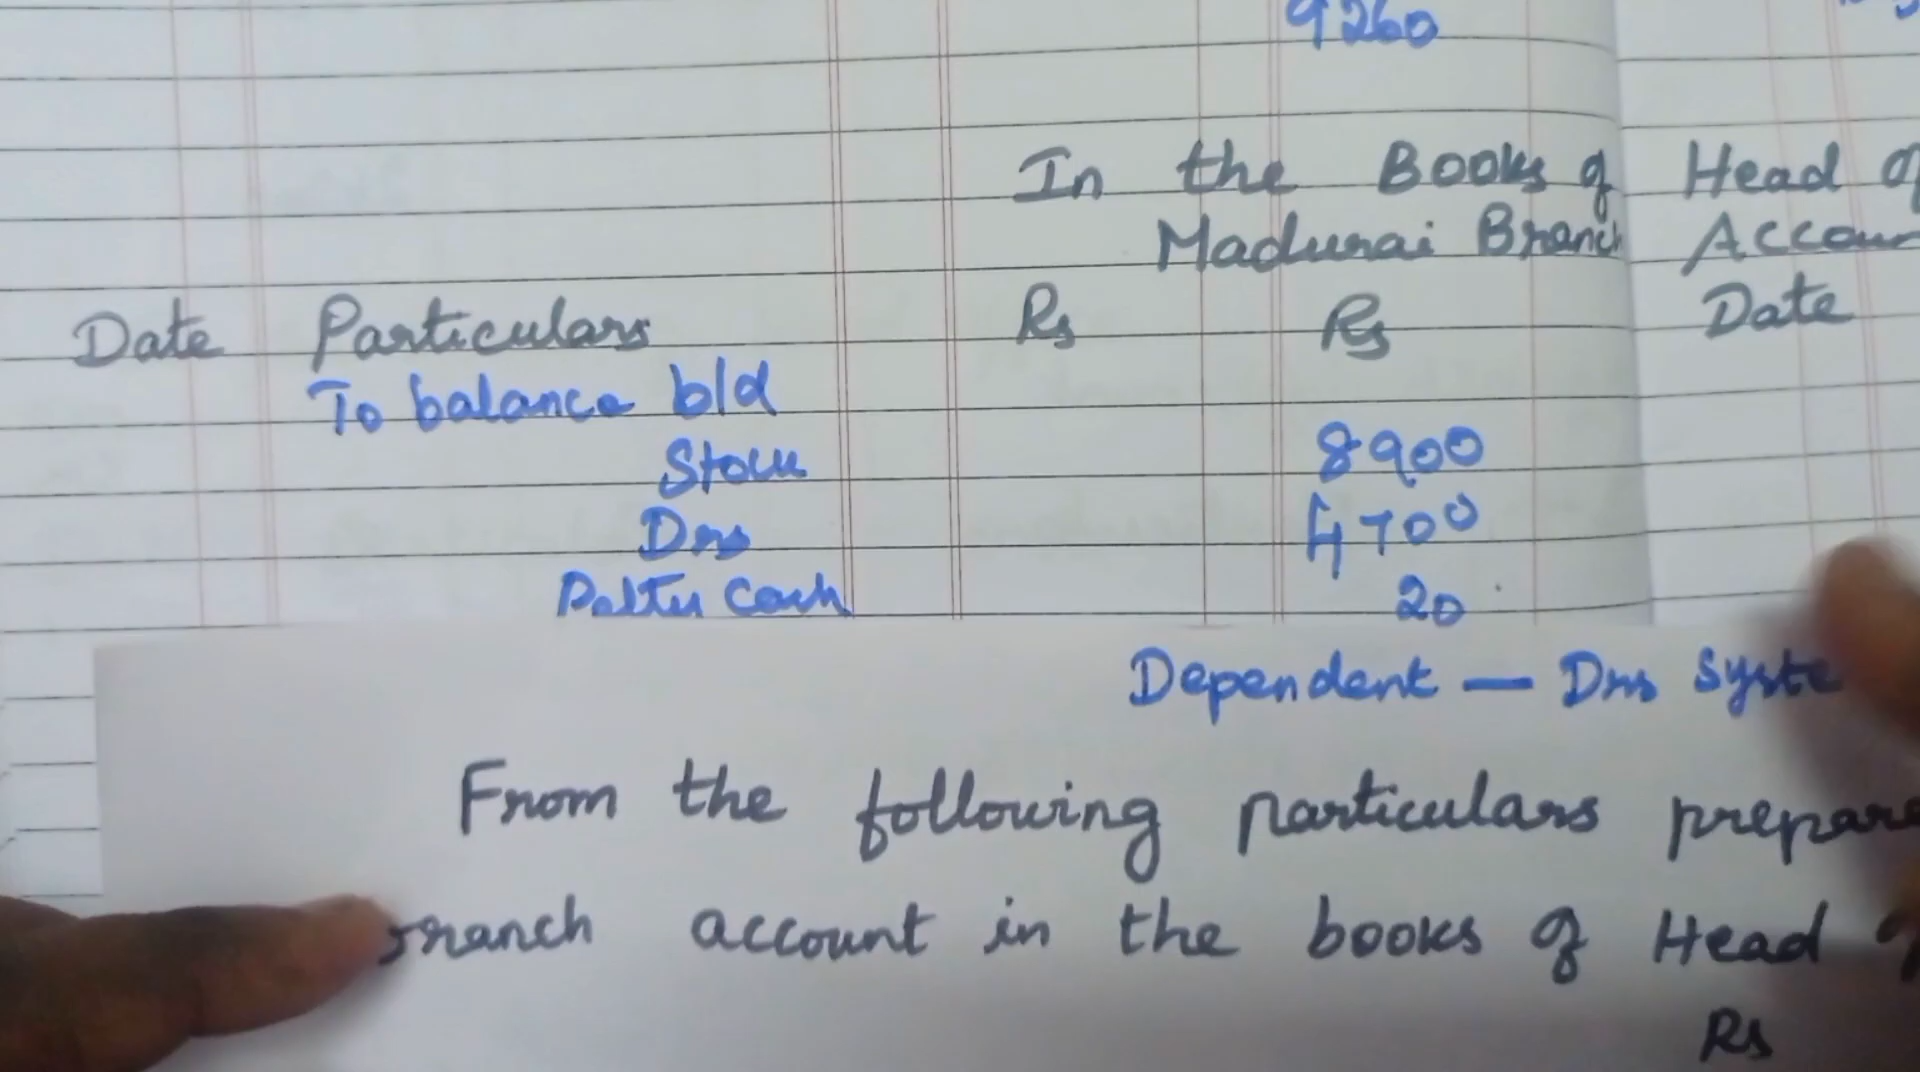 9260
In the Books of Head of
Madurai Branch Accoun
Date Particulars Rs Rs Date
To balance b/d
Stock 8900
Drs 4700
Petty Cash 20
Dependent — Drs Syste
From the following particulars prepare
branch account in the books of Head
Rs